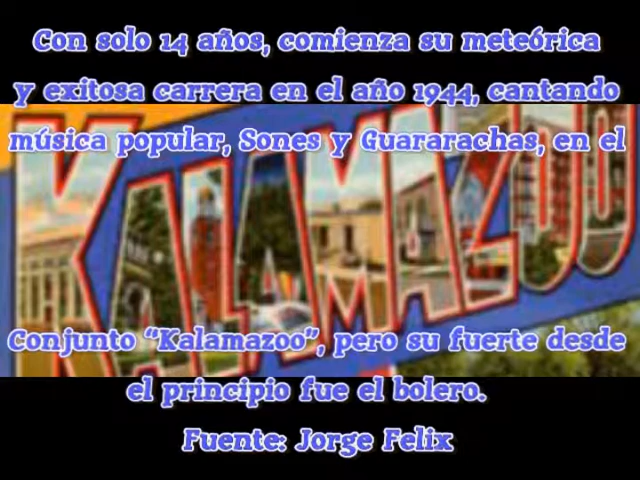 Con solo 14 años, comienza su meteórica
y exitosa carrera en el año 1944, cantando
música popular, Sones y Guararachas, en el
KALAMAZOO
Conjunto “Kalamazoo”, pero su fuerte desde
el principio fue el bolero.
Fuente: Jorge Felix